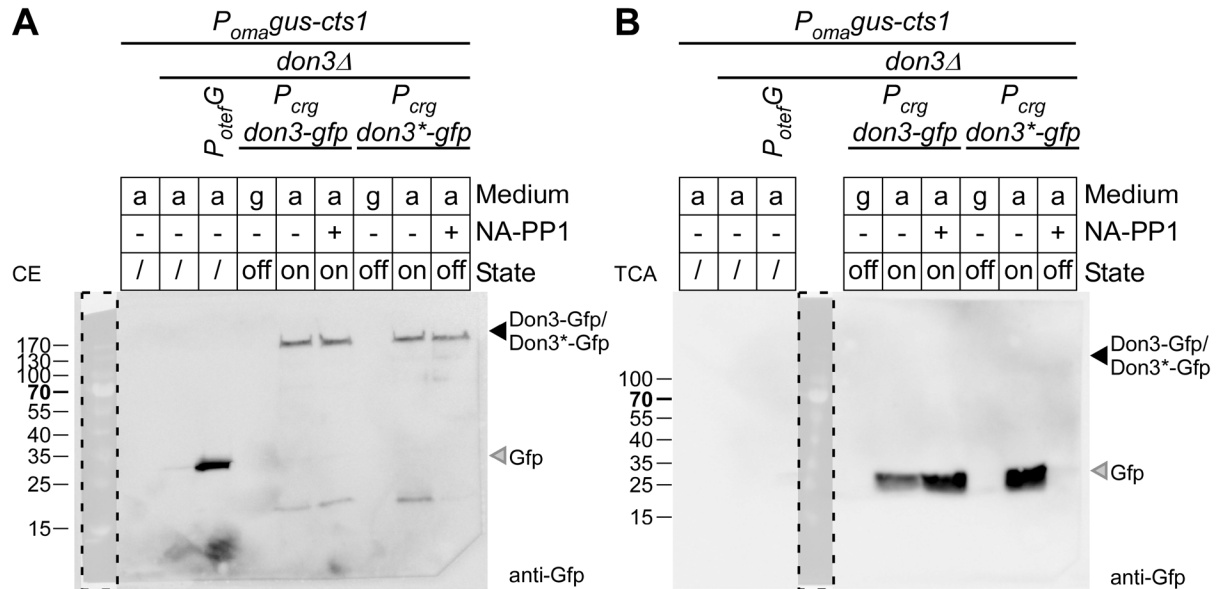 A
P_oma gus-cts1
don3Δ
P_otef G
P_crg
don3-gfp
P_crg
don3*-gfp
a a a g a a g a a Medium
- - - - - + - - + NA-PP1
/ / / off on on off on off State
CE
Don3-Gfp/
Don3*-Gfp
170
130
100
70
55
40
35
Gfp
25
15
anti-Gfp
B
P_oma gus-cts1
don3Δ
P_otef G
P_crg
don3-gfp
P_crg
don3*-gfp
a a a g a a g a a Medium
- - - - - + - - + NA-PP1
/ / / off on on off on off State
TCA
Don3-Gfp/
Don3*-Gfp
100
70
55
40
35
Gfp
25
15
anti-Gfp